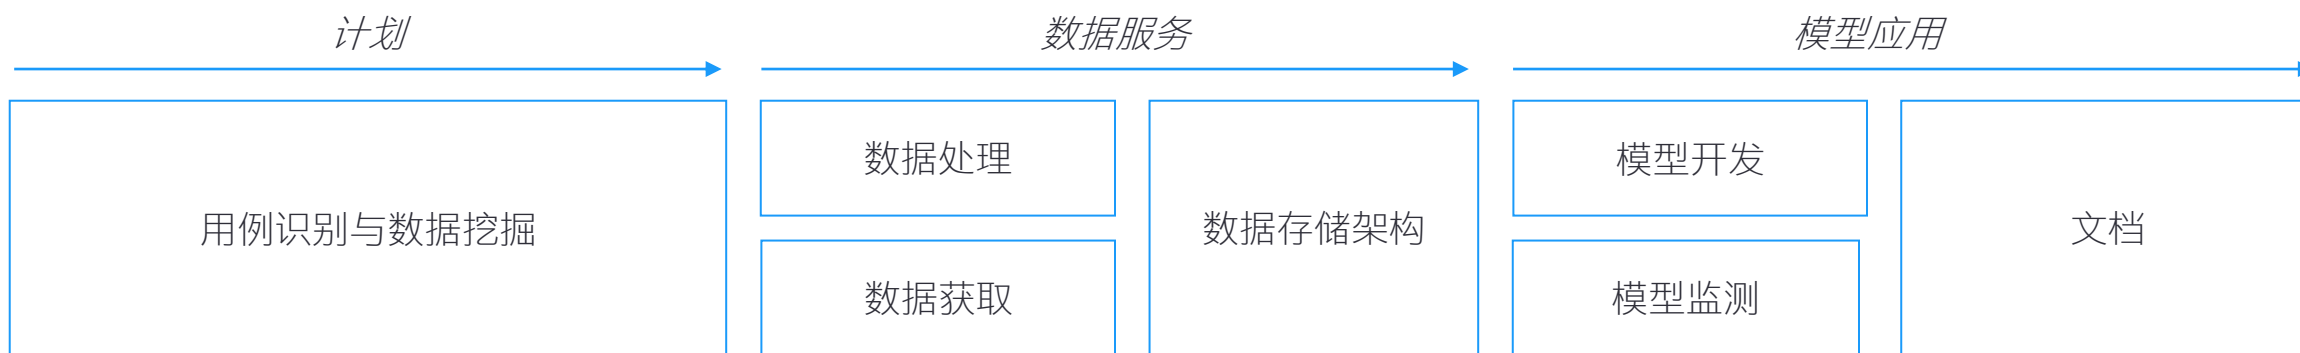 计划
数据服务
模型应用
用例识别与数据挖掘
数据处理
数据获取
数据存储架构
模型开发
模型监测
文档